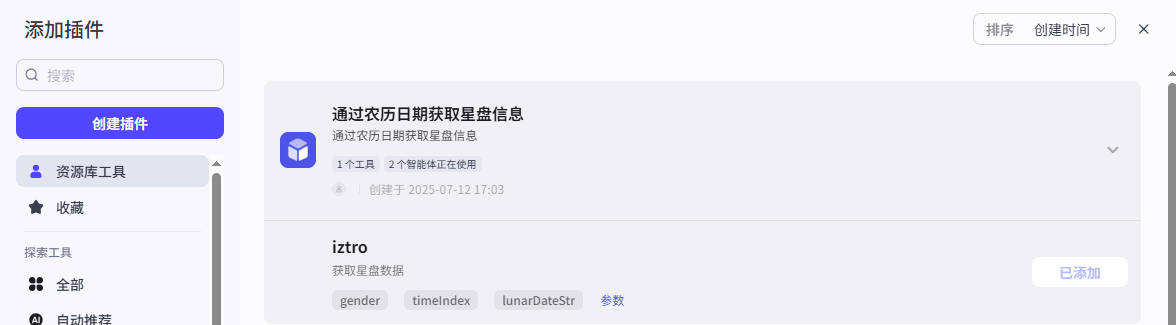 添加插件
排序 创建时间
搜索
创建插件
资源库工具
收藏
探索工具
全部
自动推荐
通过农历日期获取星盘信息
通过农历日期获取星盘信息
1 个工具 2 个智能体正在使用
创建于 2025-07-12 17:03
iztro
获取星盘数据
已添加
gender timeIndex lunarDateStr 参数